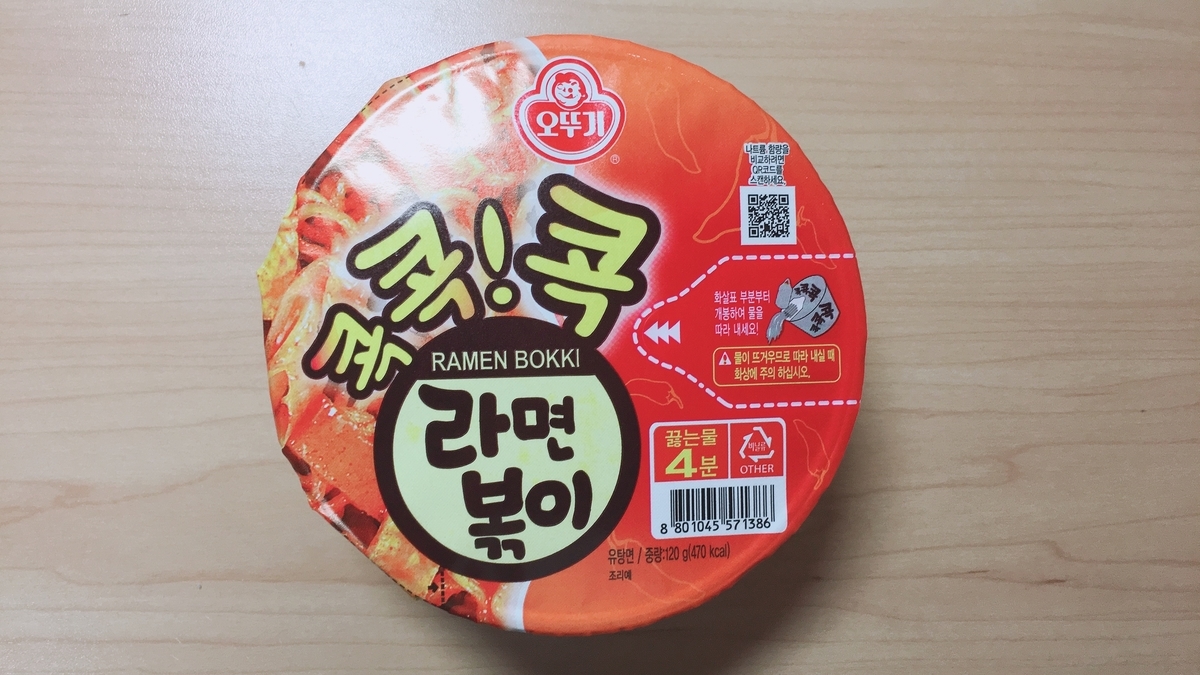 오뚜기
®
나트륨 함량을
비교하려면
QR코드를
스캔하세요.
콕콕!콕
RAMEN BOKKI
라면
볶이
화살표 부분부터
개봉하여 물을
따라 내세요!
물이 뜨거우므로 따라 내실 때
화상에 주의 하십시오.
끓는물
4분
비닐류
OTHER
8 801045 571386
유탕면 / 중량:120 g(470 kcal)
조리예